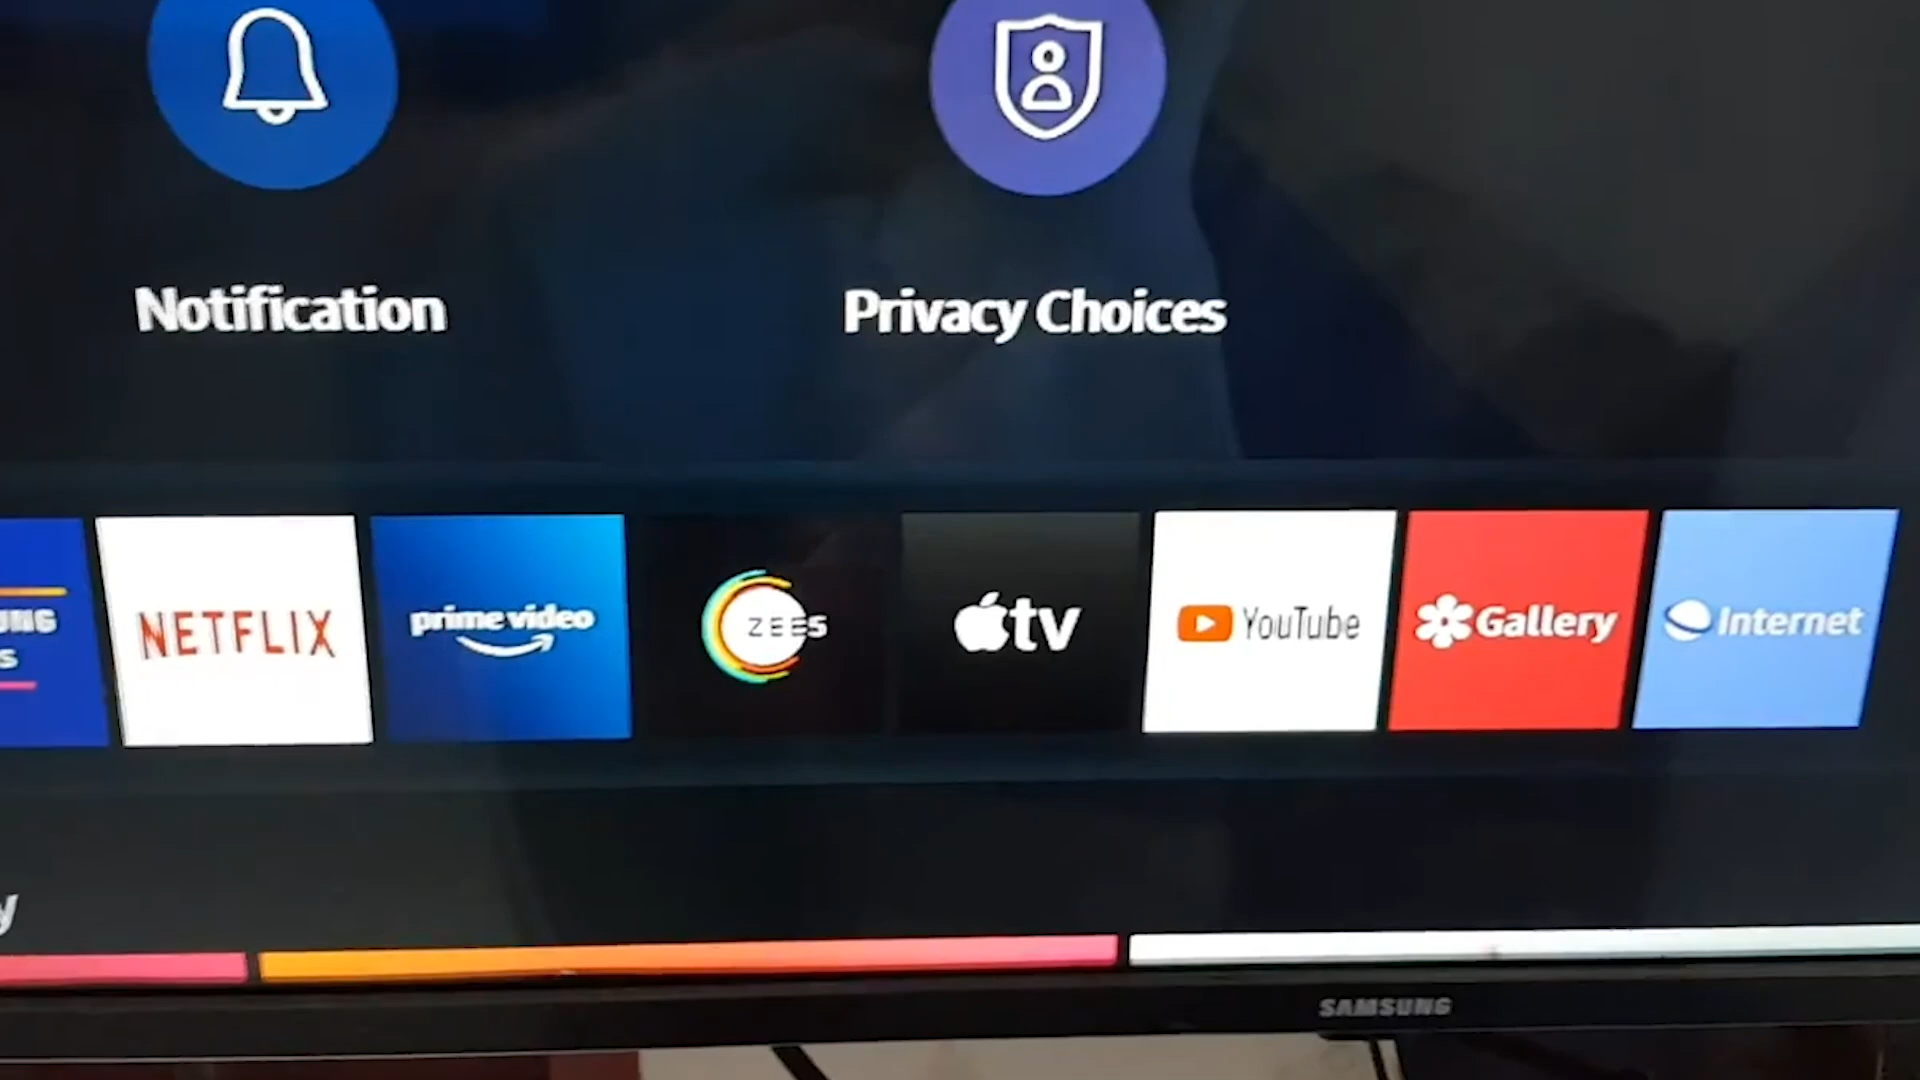 Notification
Privacy Choices
NETFLIX
prime video
ZEE5
tv
YouTube
Gallery
Internet
SAMSUNG